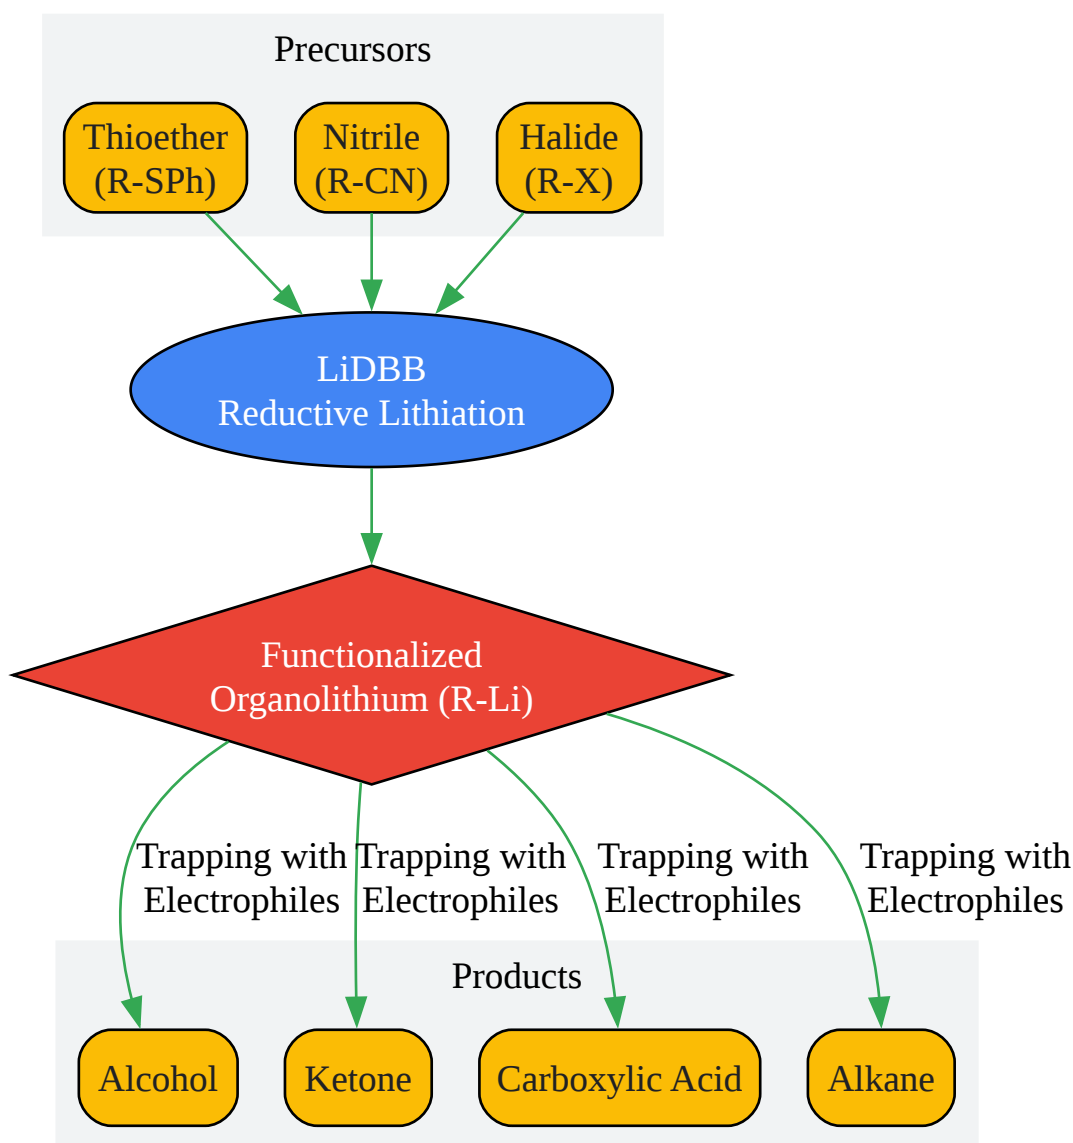 Precursors
Thioether
(R-SPh)
Nitrile
(R-CN)
Halide
(R-X)
LiDBB
Reductive Lithiation
Functionalized
Organolithium (R-Li)
Trapping with
Electrophiles
Trapping with
Electrophiles
Trapping with
Electrophiles
Trapping with
Electrophiles
Products
Alcohol
Ketone
Carboxylic Acid
Alkane